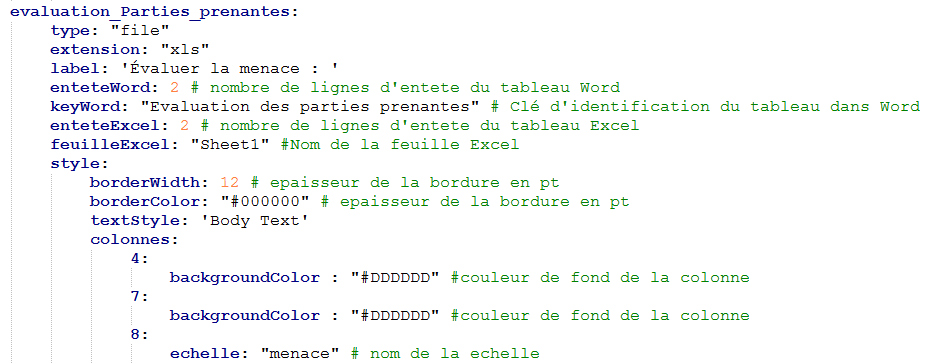 evaluation_Parties_prenantes:
    type: "file"
    extension: "xls"
    label: 'Évaluer la menace : '
    enteteWord: 2 # nombre de lignes d'entete du tableau Word
    keyWord: "Evaluation des parties prenantes" # Clé d'identification du tableau dans Word
    enteteExcel: 2 # nombre de lignes d'entete du tableau Excel
    feuilleExcel: "Sheet1" #Nom de la feuille Excel
    style:
        borderWidth: 12 # epaisseur de la bordure en pt
        borderColor: "#000000" # epaisseur de la bordure en pt
        textStyle: 'Body Text'
        colonnes:
            4:
                backgroundColor : "#DDDDDD" #couleur de fond de la colonne
            7:
                backgroundColor : "#DDDDDD" #couleur de fond de la colonne
            8:
                echelle: "menace" # nom de la echelle